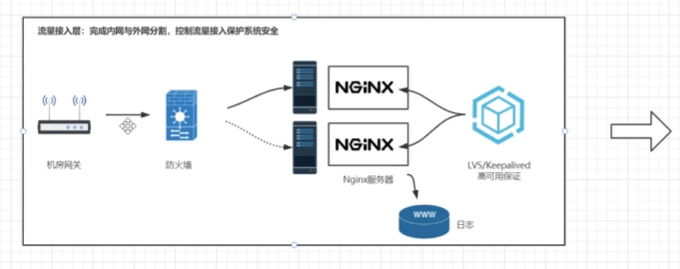 流量接入层：完成内网与外网分割，控制流量接入保护系统安全
NGINX
NGINX
机房网关
防火墙
Nginx服务器
LVS/Keepalived
高可用保证
WWW
日志